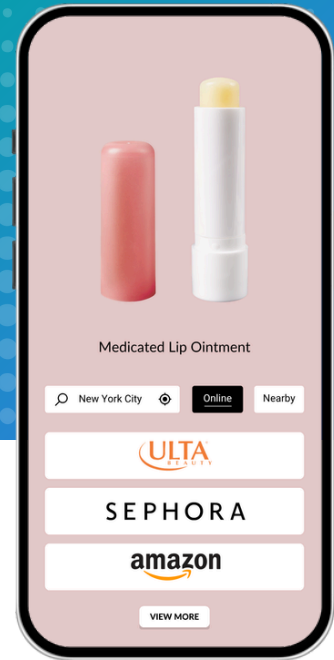 Medicated Lip Ointment
New York City Online Nearby
ULTA
BEAUTY
SEPHORA
amazon
VIEW MORE